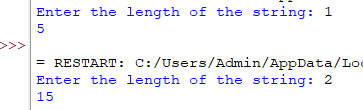 Enter the length of the string: 1
5
>>>
= RESTART: C:/Users/Admin/AppData/Loc
Enter the length of the string: 2
15